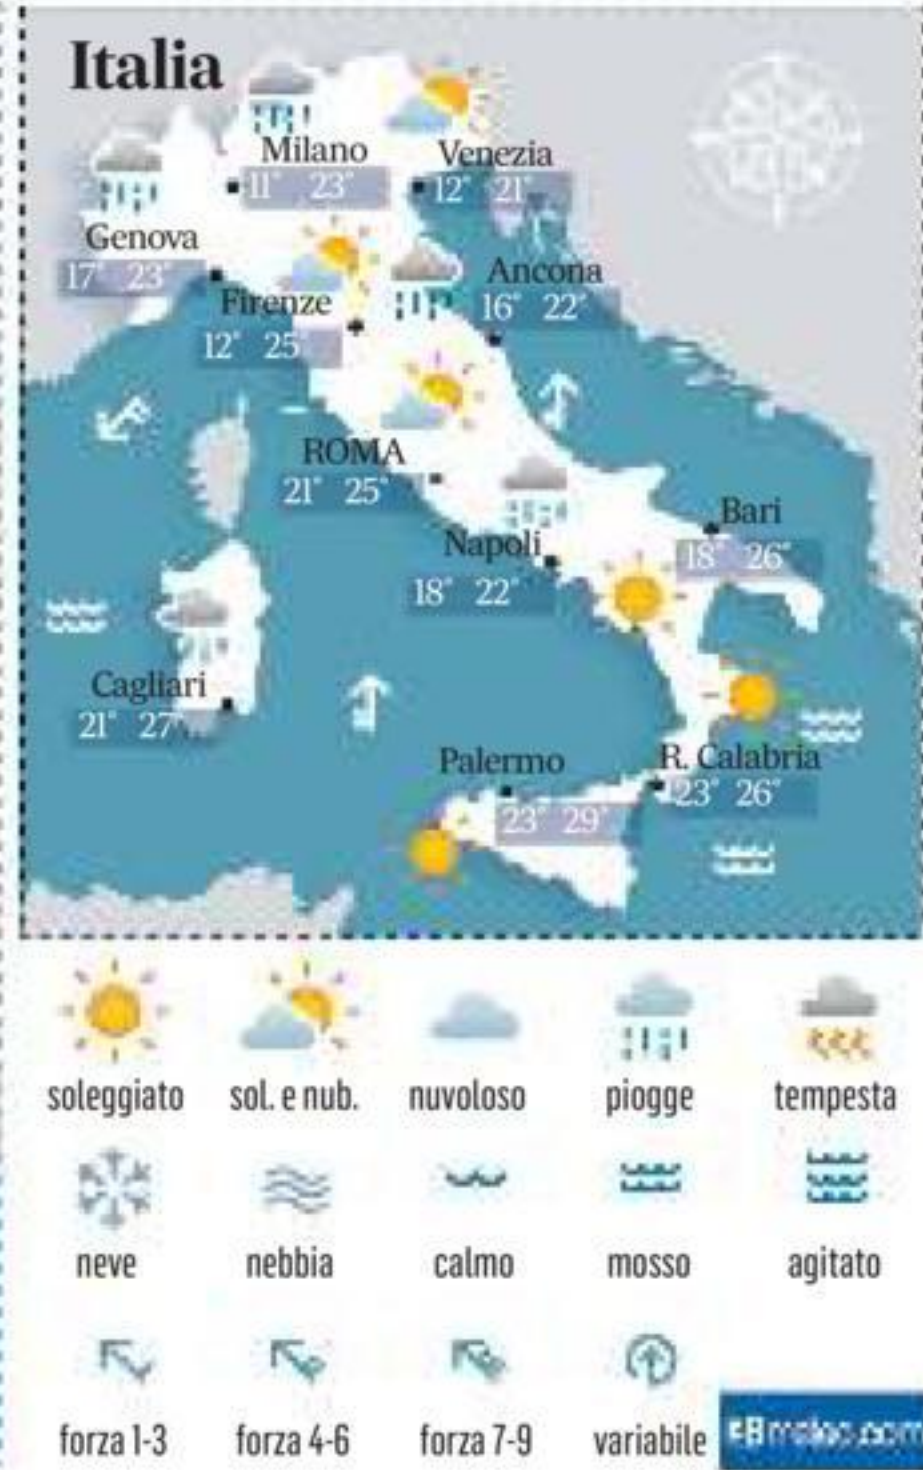 Italia
Milano
11° 23°
Venezia
12° 21°
Genova
17° 23°
Ancona
16° 22°
Firenze
12° 25°
ROMA
21° 25°
Bari
18° 26°
Napoli
18° 22°
Cagliari
21° 27°
Palermo
23° 29°
R. Calabria
23° 26°
soleggiato sol. e nub. nuvoloso piogge tempesta
neve nebbia calmo mosso agitato
forza 1-3 forza 4-6 forza 7-9 variabile